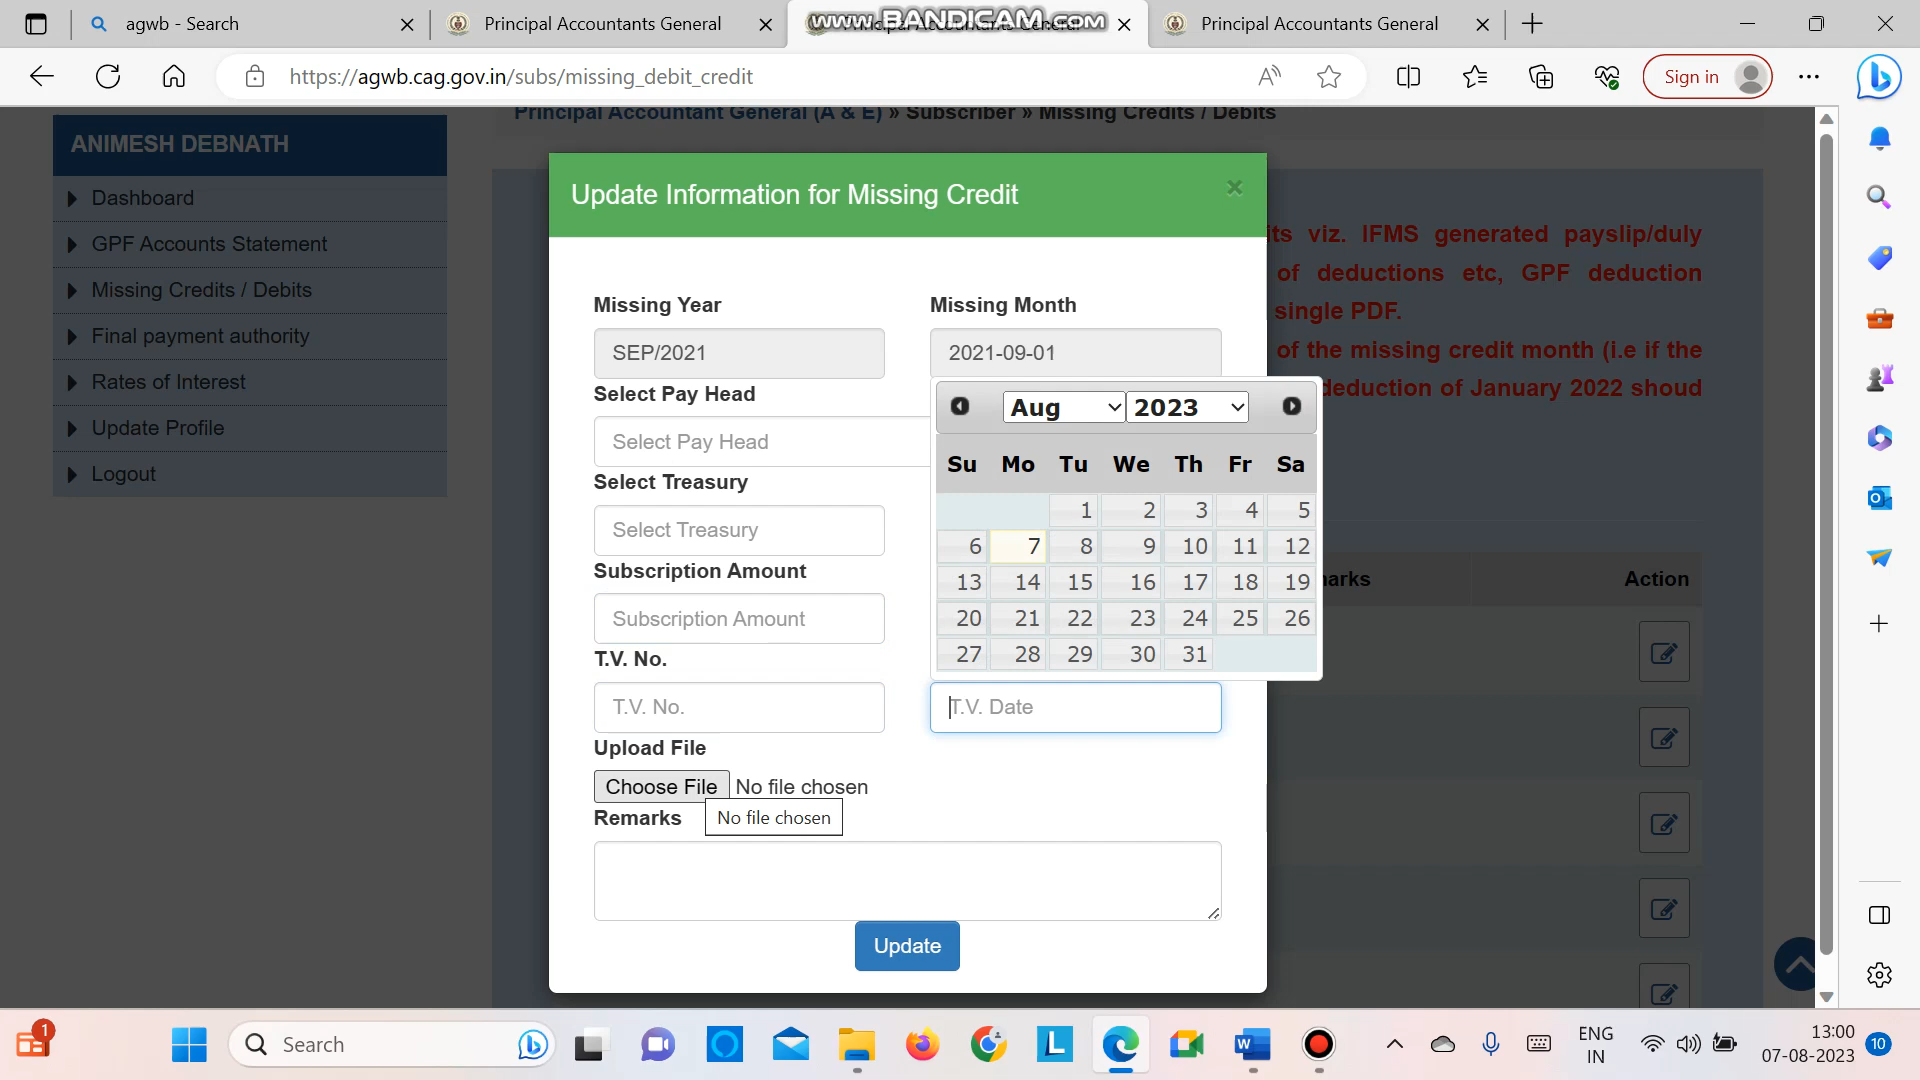 agwb - Search
Principal Accountants General
WWW.BANDICAM.COM
Principal Accountants General
https://agwb.cag.gov.in/subs/missing_debit_credit
Sign in
Principal Accountant General (A & E) » Subscriber » Missing Credits / Debits
ANIMESH DEBNATH
Dashboard
GPF Accounts Statement
Missing Credits / Debits
Final payment authority
Rates of Interest
Update Profile
Logout
Update Information for Missing Credit
×
its viz. IFMS generated payslip/duly
of deductions etc, GPF deduction
single PDF.
of the missing credit month (i.e if the
deduction of January 2022 shoud
Missing Year
Missing Month
SEP/2021
2021-09-01
Select Pay Head
Select Pay Head
Select Treasury
Select Treasury
Subscription Amount
Subscription Amount
T.V. No.
T.V. No.
T.V. Date
Aug 2023
Su Mo Tu We Th Fr Sa
1 2 3 4 5
6 7 8 9 10 11 12
13 14 15 16 17 18 19
20 21 22 23 24 25 26
27 28 29 30 31
arks
Action
Upload File
Choose File No file chosen
No file chosen
Remarks
Update
1
Search
L
W
ENG
IN
13:00
07-08-2023
10